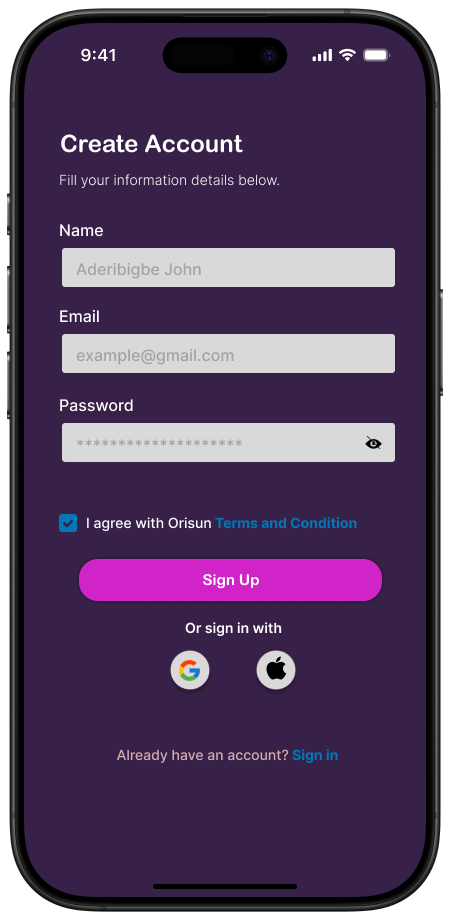 9:41
Create Account
Fill your information details below.
Name
Aderibigbe John
Email
example@gmail.com
Password
********************
I agree with Orisun Terms and Condition
Sign Up
Or sign in with
Already have an account? Sign in